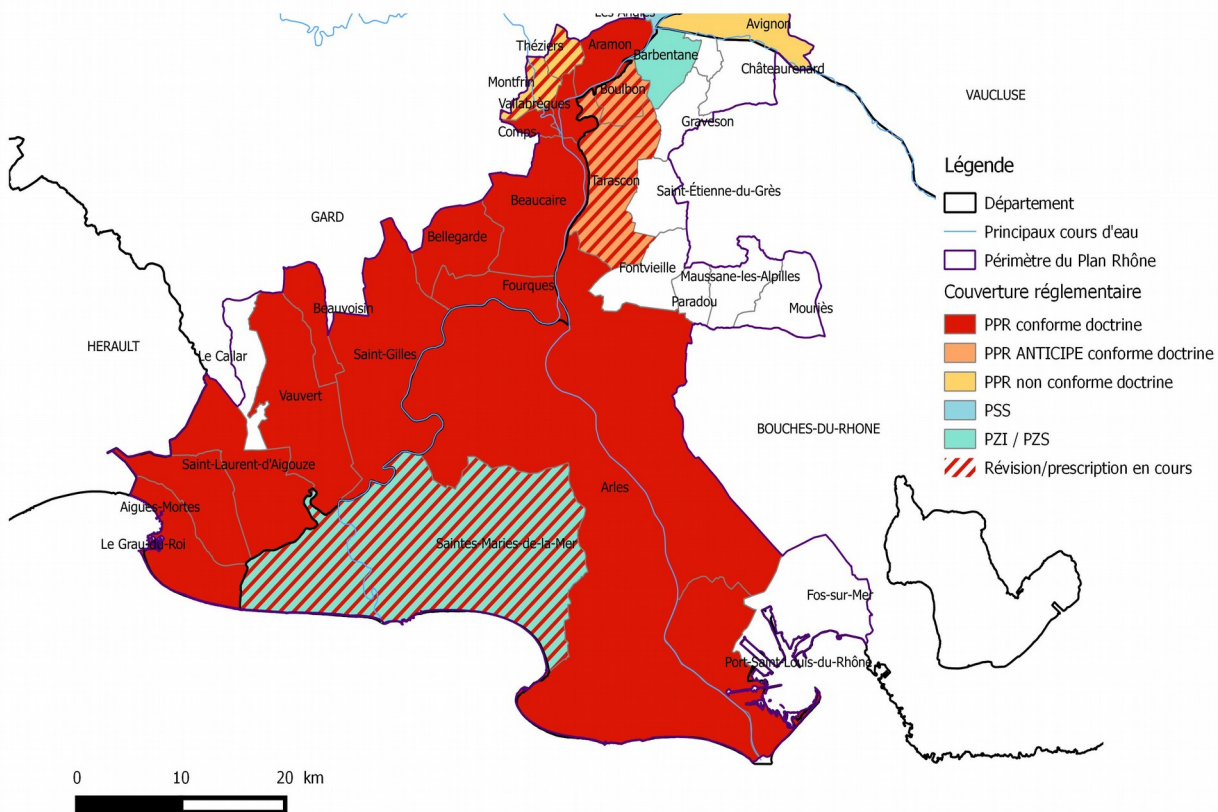 Les Angles
Avignon
Théziers
Aramon
Barbentane
Châteaurenard
Montfrin
Boulbon
VAUCLUSE
Vallabrègues
Graveson
Comps
Légende
Tarascon
Saint-Étienne-du-Grès
Beaucaire
Département
GARD
Principaux cours d'eau
Bellegarde
Périmètre du Plan Rhône
Fontvieille
Maussane-les-Alpilles
Fourques
Couverture réglementaire
Paradou
Beauvoisin
Mouriès
PPR conforme doctrine
HERAULT
Le Cailar
Saint-Gilles
PPR ANTICIPE conforme doctrine
PPR non conforme doctrine
Vauvert
PSS
BOUCHES-DU-RHONE
PZI / PZS
Saint-Laurent-d'Aigouze
Révision/prescription en cours
Arles
Aigues-Mortes
Le Grau-du-Roi
Saintes-Maries-de-la-Mer
Fos-sur-Mer
Port-Saint-Louis-du-Rhône
0 10 20 km